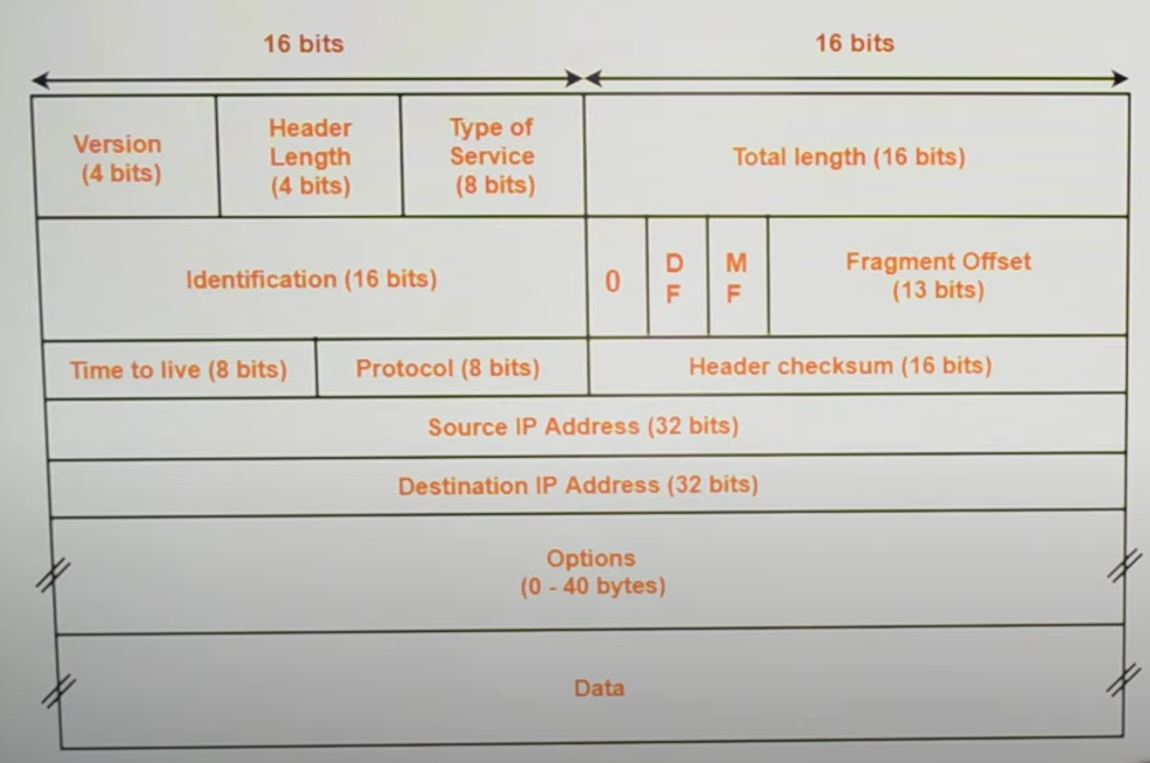 16 bits
16 bits
Version
(4 bits)
Header
Length
(4 bits)
Type of
Service
(8 bits)
Total length (16 bits)
Identification (16 bits)
0
D
F
M
F
Fragment Offset
(13 bits)
Time to live (8 bits)
Protocol (8 bits)
Header checksum (16 bits)
Source IP Address (32 bits)
Destination IP Address (32 bits)
Options
(0 - 40 bytes)
Data